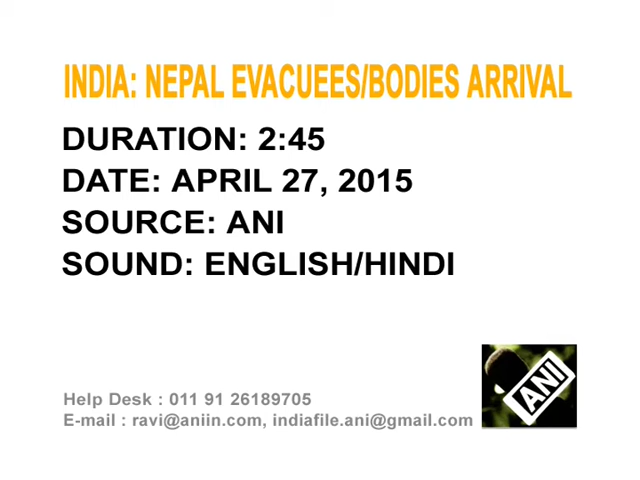 INDIA: NEPAL EVACUEES/BODIES ARRIVAL
DURATION: 2:45
DATE: APRIL 27, 2015
SOURCE: ANI
SOUND: ENGLISH/HINDI
Help Desk : 011 91 26189705
E-mail : ravi@aniin.com, indiafile.ani@gmail.com
ANI